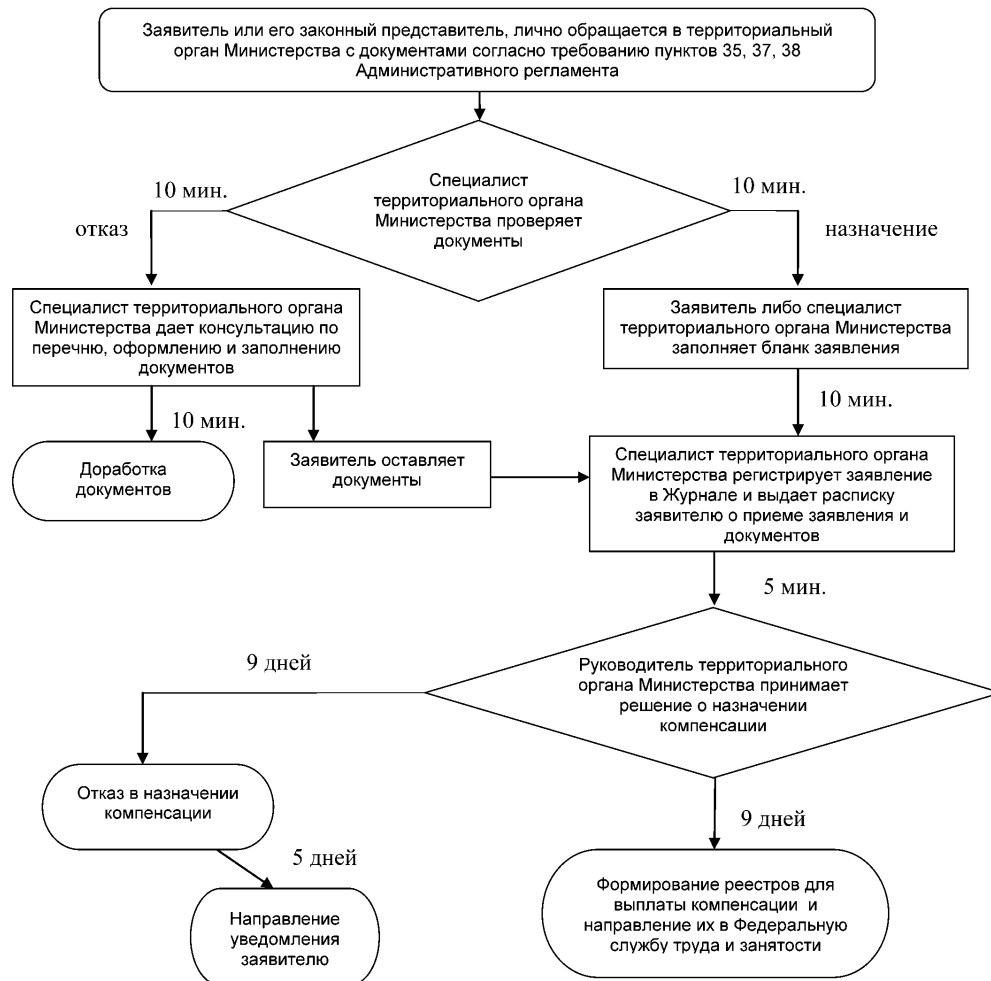 Заявитель или его законный представитель, лично обращается в территориальный
орган Министерства с документами согласно требованию пунктов 35, 37, 38
Административного регламента
Специалист
территориального органа
Министерства проверяет
документы
10 мин.
отказ
10 мин.
назначение
Специалист территориального органа
Министерства дает консультацию по
перечню, оформлению и заполнению
документов
Заявитель либо специалист
территориального органа Министерства
заполняет бланк заявления
10 мин.
10 мин.
Доработка
документов
Заявитель оставляет
документы
Специалист территориального органа
Министерства регистрирует заявление
в Журнале и выдает расписку
заявителю о приеме заявления и
документов
5 мин.
Руководитель территориального
органа Министерства принимает
решение о назначении
компенсации
9 дней
Отказ в назначении
компенсации
5 дней
Направление
уведомления
заявителю
9 дней
Формирование реестров для
выплаты компенсации и
направление их в Федеральную
службу труда и занятости